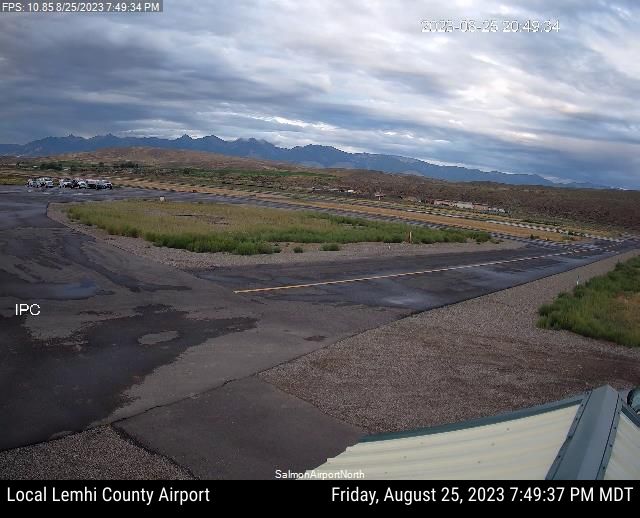 FPS: 10.85 8/25/2023 7:49:34 PM
2023-08-25 20:49:34
IPC
SalmonAirportNorth
Local Lemhi County Airport
Friday, August 25, 2023 7:49:37 PM MDT